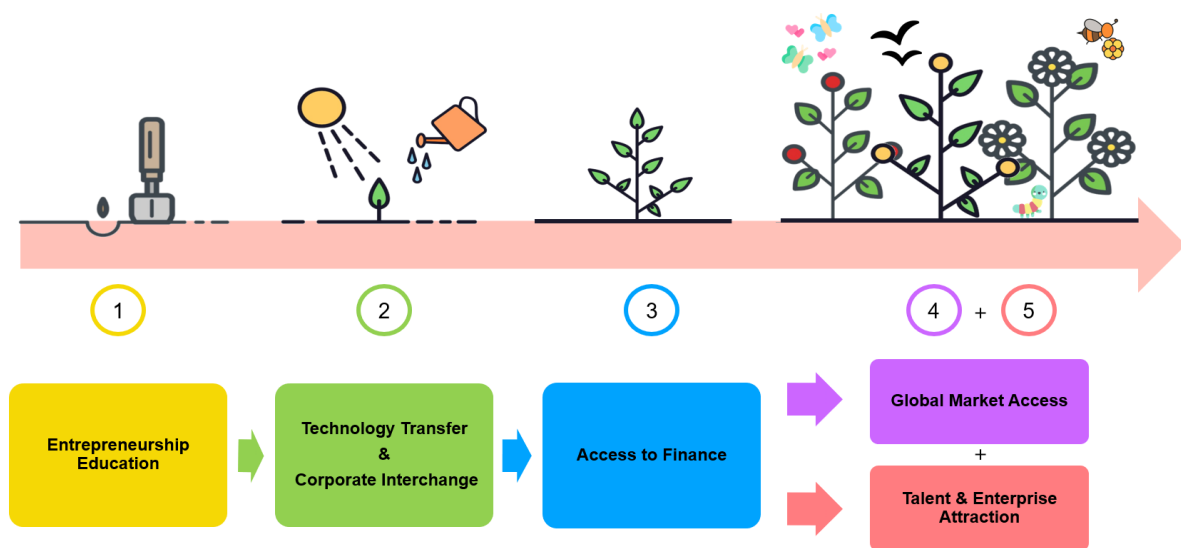 1
2
3
4 + 5
Entrepreneurship
Education
Technology Transfer
&
Corporate Interchange
Access to Finance
Global Market Access
+
Talent & Enterprise
Attraction